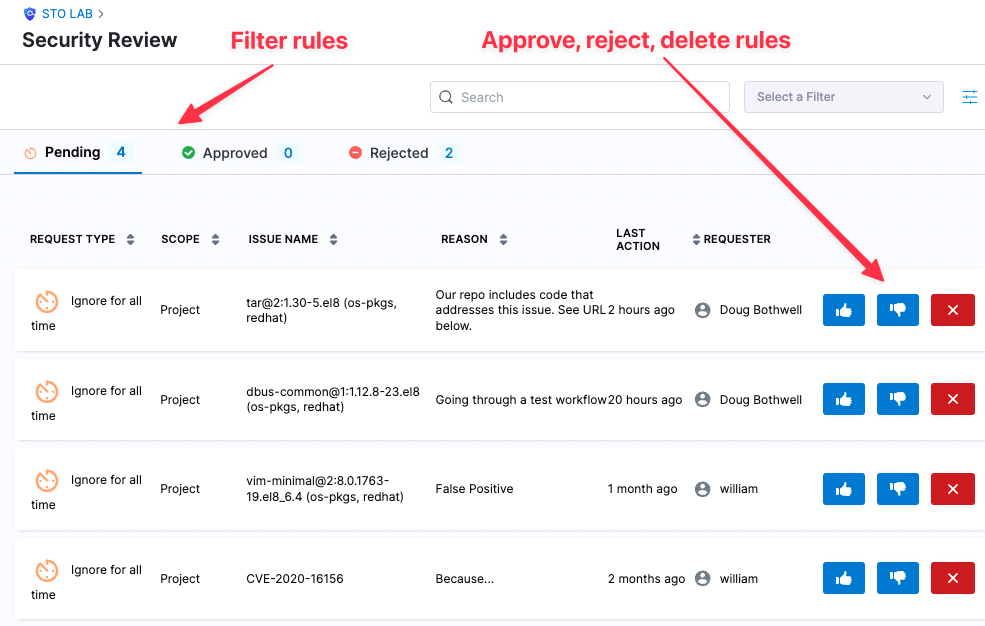 STO LAB
Security Review
Filter rules
Approve, reject, delete rules
Search
Select a Filter
Pending 4
Approved 0
Rejected 2
REQUEST TYPE
SCOPE
ISSUE NAME
REASON
LAST
ACTION
REQUESTER
Ignore for all
time
Project
tar@2:1.30-5.el8 (os-pkgs,
redhat)
Our repo includes code that
addresses this issue. See URL
below.
2 hours ago
Doug Bothwell
Ignore for all
time
Project
dbus-common@1:1.12.8-23.el8
(os-pkgs, redhat)
Going through a test workflow
20 hours ago
Doug Bothwell
Ignore for all
time
Project
vim-minimal@2:8.0.1763-
19.el8_6.4 (os-pkgs, redhat)
False Positive
1 month ago
william
Ignore for all
time
Project
CVE-2020-16156
Because...
2 months ago
william